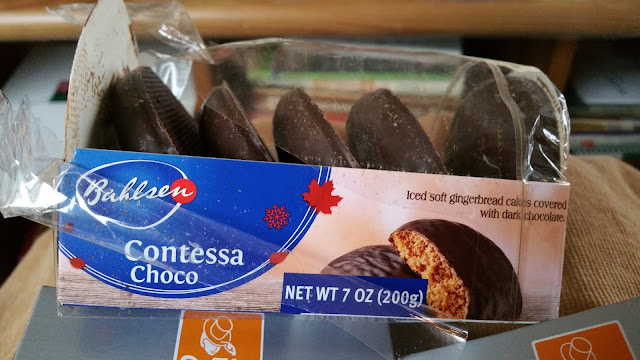 Bahlsen
Contessa
Choco
Iced soft gingerbread cakes covered
with dark chocolate.
NET WT 7 OZ (200g)